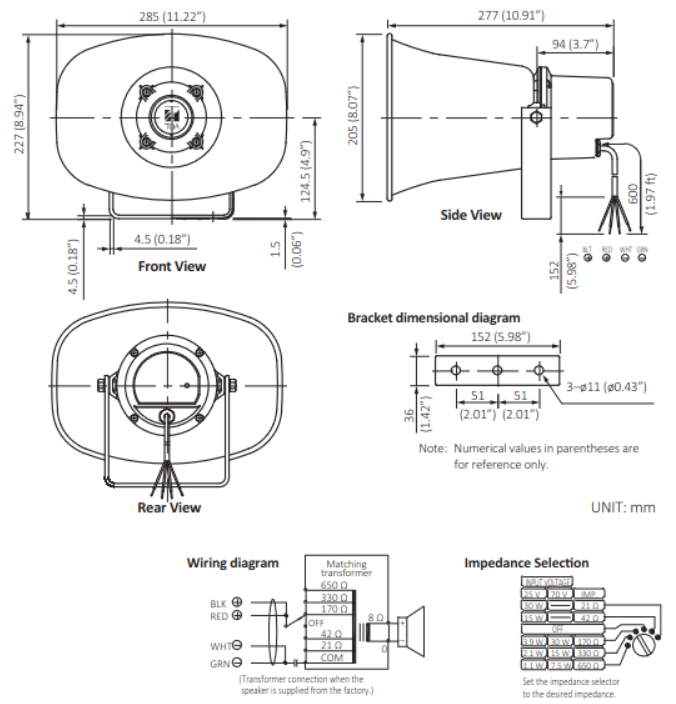 285 (11.22″)
277 (10.91″)
94 (3.7″)
227 (8.94″)
205 (8.07″)
124.5 (4.9″)
TOA
600
(1.97 ft)
Side View
4.5 (0.18″)
4.5 (0.18″)
1.5
(0.06″)
Front View
152
(5.98″)
BLT RED WHT GRN
Bracket dimensional diagram
152 (5.98″)
36
(1.42″)
51 51
(2.01″) (2.01″)
3–ø11 (ø0.43″)
Note: Numerical values in parentheses are
for reference only.
Rear View
UNIT: mm
Wiring diagram
Matching
transformer
650 Ω
330 Ω
170 Ω
OFF
42 Ω
21 Ω
COM
8 Ω
0
BLK
RED
WHT
GRN
(Transformer connection when the
speaker is supplied from the factory.)
Impedance Selection
INPUT VOLTAGE
25 V 70 V IMP.
30 W 21 Ω
15 W 42 Ω
OFF
3.9 W 30 W 170 Ω
2.1 W 15 W 330 Ω
1.1 W 7.5 W 650 Ω
Set the impedance selector
to the desired impedance.